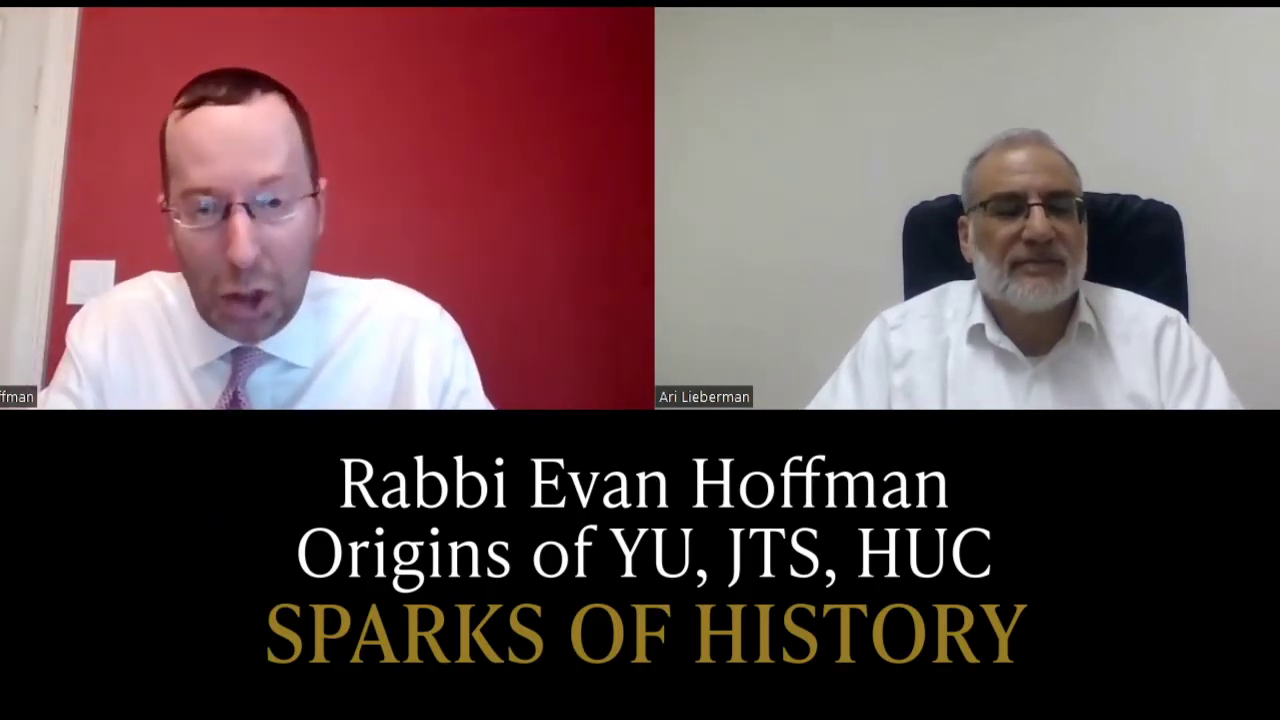 ffman
Ari Lieberman
Rabbi Evan Hoffman
Origins of YU, JTS, HUC
SPARKS OF HISTORY